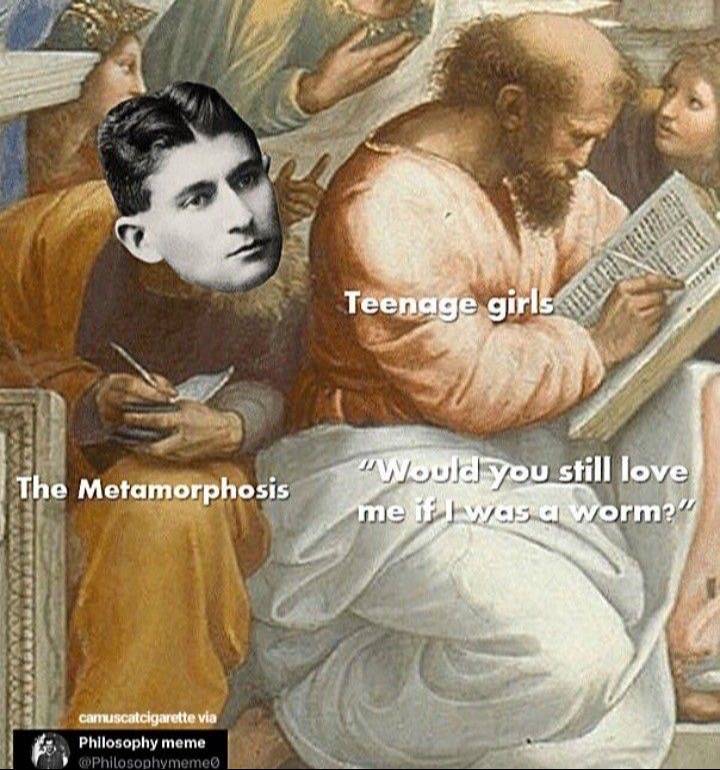 Teenage girls
The Metamorphosis
"Would you still love
me if I was a worm?"
camuscatcigarette via
Philosophy meme
@Philosophymeme0